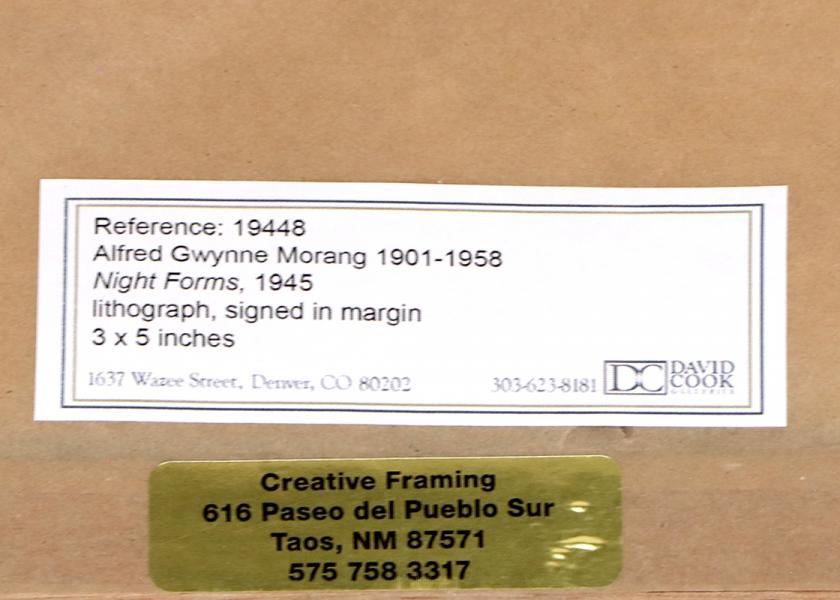 Reference: 19448
Alfred Gwynne Morang 1901-1958
Night Forms, 1945
lithograph, signed in margin
3 x 5 inches
1637 Wazee Street, Denver, CO 80202 303-623-8181 DC DAVID COOK GALLERIES
Creative Framing
616 Paseo del Pueblo Sur
Taos, NM 87571
575 758 3317